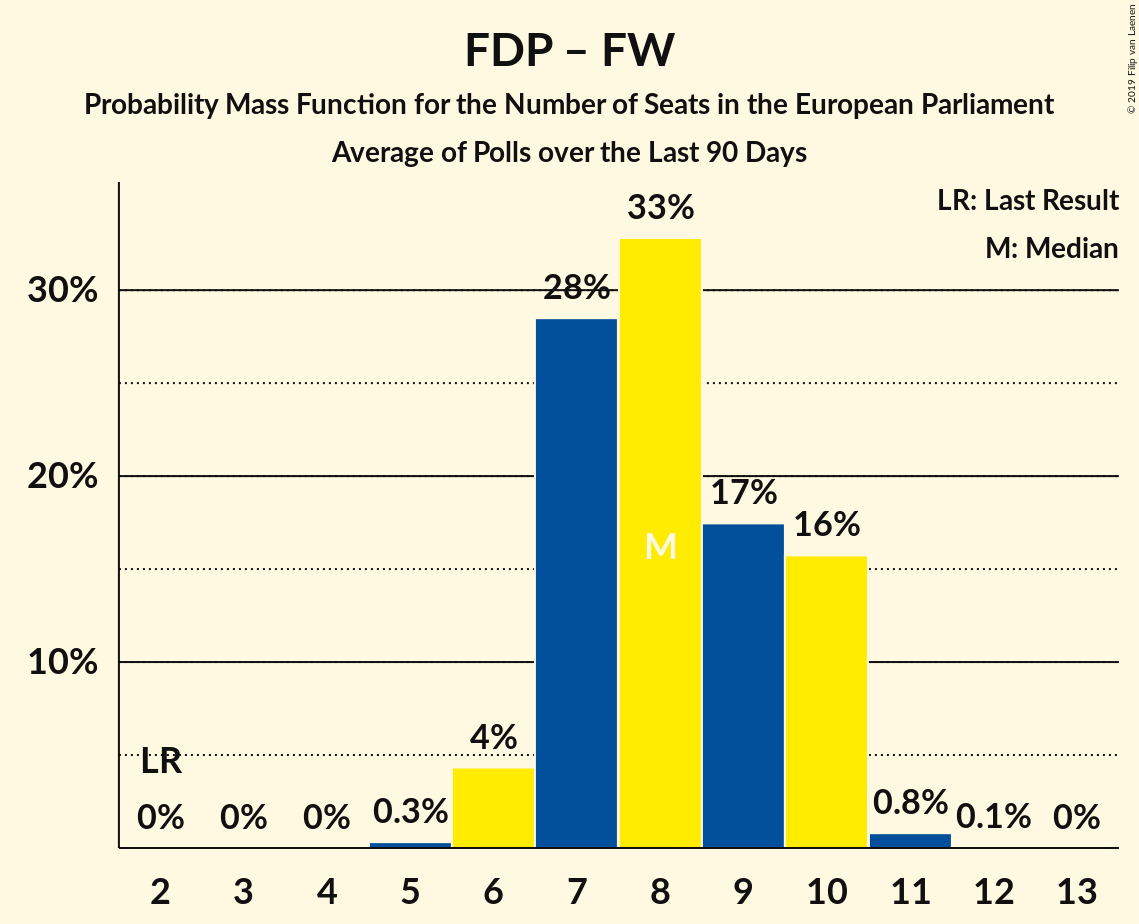 FDP – FW
Probability Mass Function for the Number of Seats in the European Parliament
Average of Polls over the Last 90 Days
© 2019 Filip van Laenen
LR: Last Result
M: Median
33%
30%
28%
20%
17%
16%
M
10%
4%
LR
0%
0%
0%
0.3%
0.8%
0.1%
0%
2 3 4 5 6 7 8 9 10 11 12 13